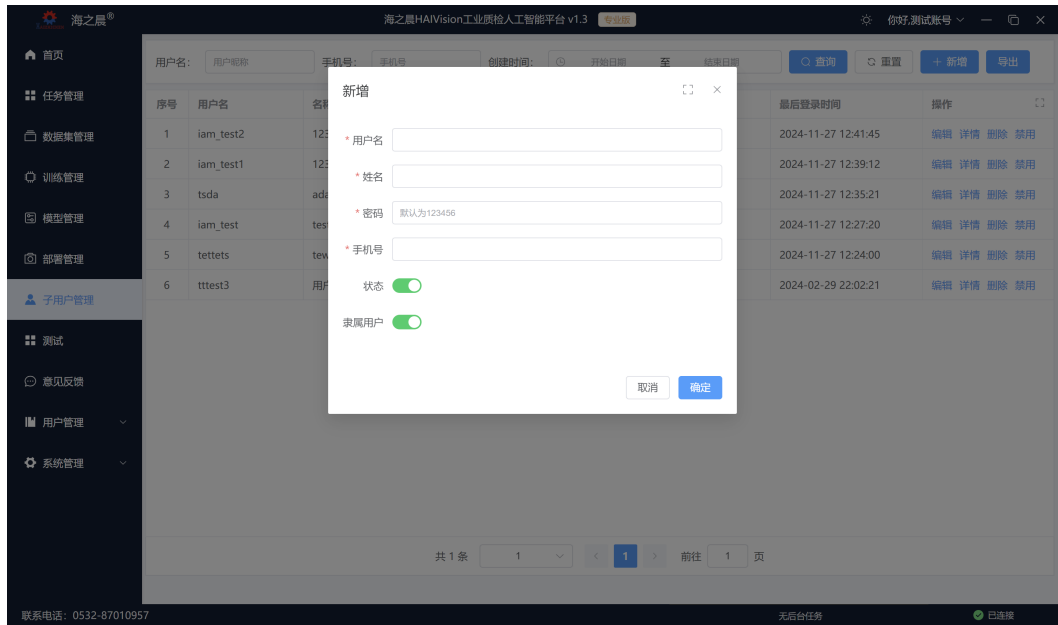 海之晨®
海之晨HAIVision工业质检人工智能平台 v1.3 专业版
你好,测试账号
首页
任务管理
数据集管理
训练管理
模型管理
部署管理
子用户管理
测试
意见反馈
用户管理
系统管理
用户名: 用户昵称 手机号: 手机号 创建时间: 开始日期 至 结束日期 查询 重置 + 新增 导出
序号 用户名 名称 最后登录时间 操作
1 iam_test2 123 2024-11-27 12:41:45 编辑 详情 删除 禁用
2 iam_test1 123 2024-11-27 12:39:12 编辑 详情 删除 禁用
3 tsda ada 2024-11-27 12:35:21 编辑 详情 删除 禁用
4 iam_test test 2024-11-27 12:27:20 编辑 详情 删除 禁用
5 tettets tew 2024-11-27 12:24:00 编辑 详情 删除 禁用
6 tttest3 用户 2024-02-29 22:02:21 编辑 详情 删除 禁用
新增
* 用户名
* 姓名
* 密码 默认为123456
* 手机号
状态
隶属用户
取消 确定
共 1 条 1 1 前往 1 页
联系电话: 0532-87010957 无后台任务 已连接